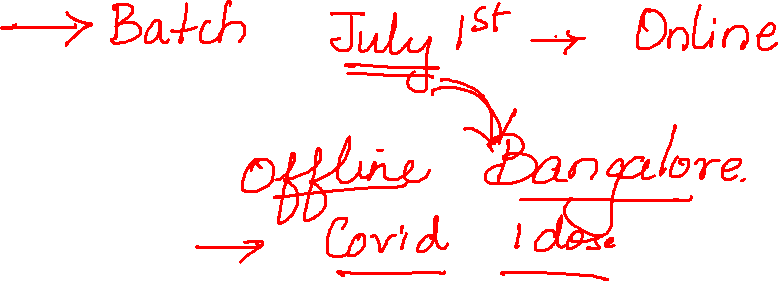 → Batch July 1st → Online
Offline Bangalore.
→ Covid 1 dose